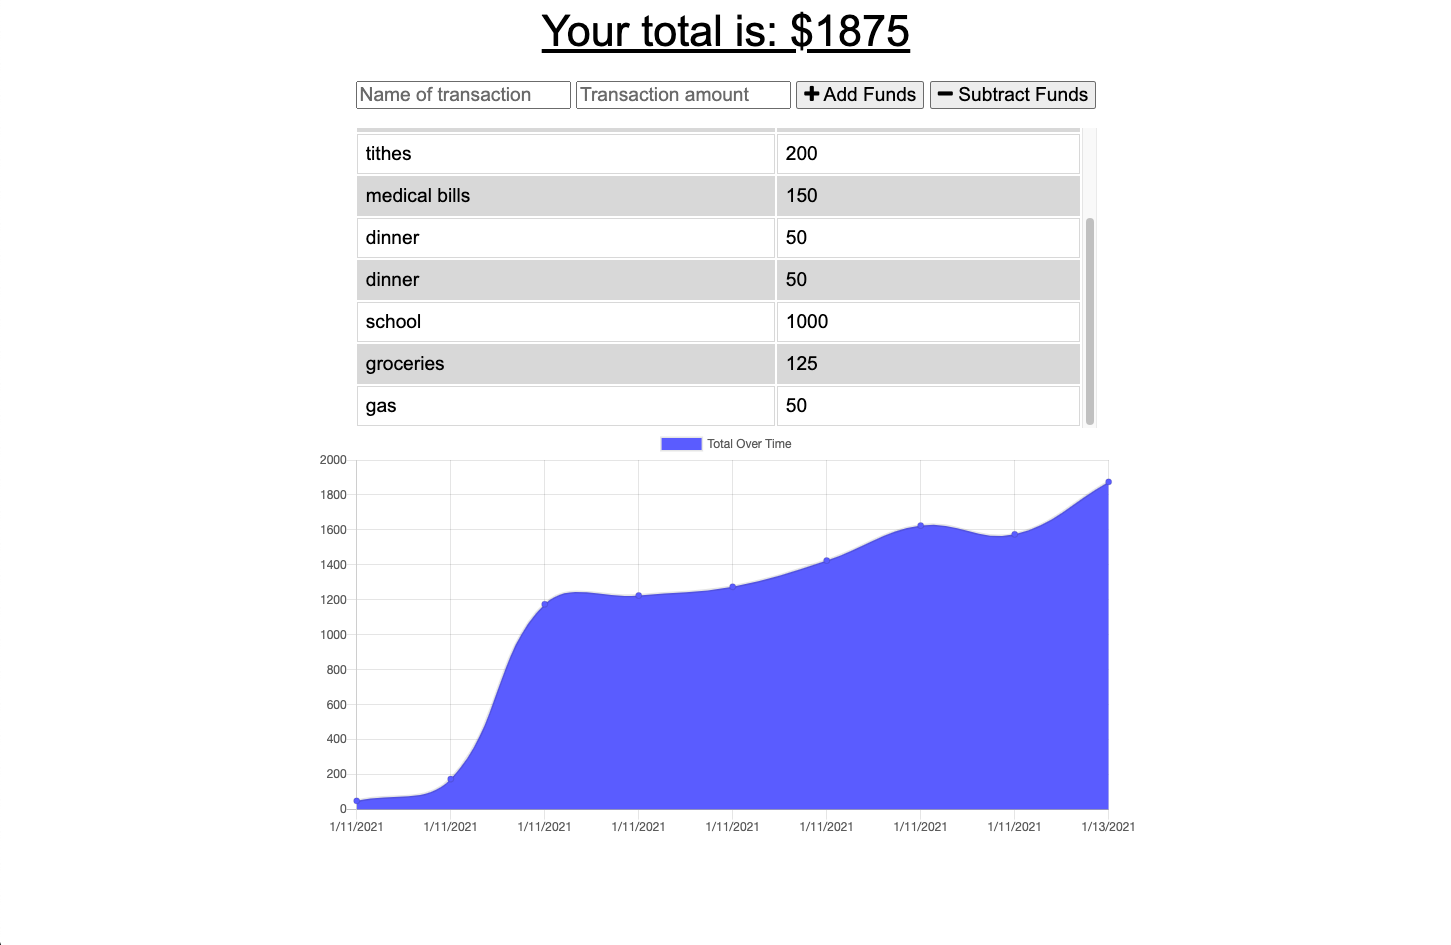 Your total is: $1875
Name of transaction Transaction amount Add Funds Subtract Funds
tithes 200
medical bills 150
dinner 50
dinner 50
school 1000
groceries 125
gas 50
Total Over Time
2000
1800
1600
1400
1200
1000
800
600
400
200
0
1/11/2021 1/11/2021 1/11/2021 1/11/2021 1/11/2021 1/11/2021 1/11/2021 1/11/2021 1/13/2021